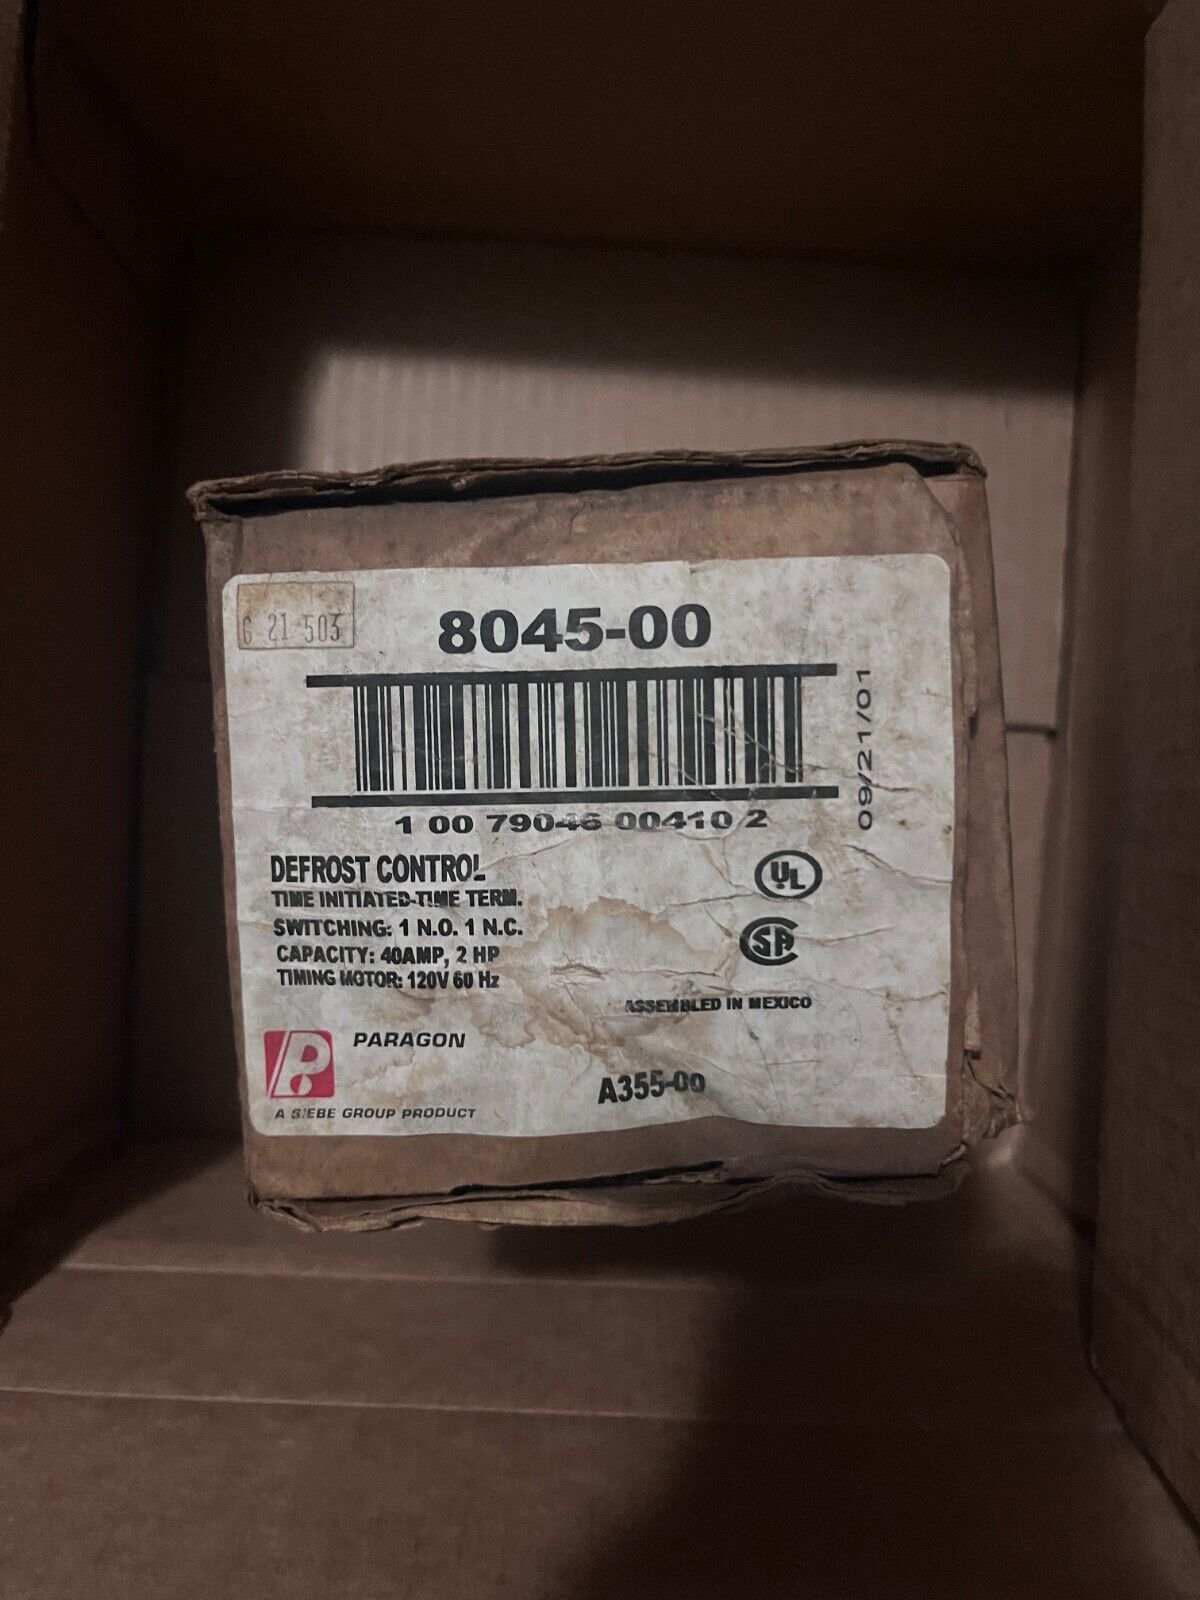 G 21 503
8045-00
09/21/01
1 00 79046 00410 2
DEFROST CONTROL
TIME INITIATED-TIME TERM.
SWITCHING: 1 N.O. 1 N.C.
CAPACITY: 40AMP, 2 HP
TIMING MOTOR: 120V 60 Hz
UL
SA
ASSEMBLED IN MEXICO
P
PARAGON
A SIEBE GROUP PRODUCT
A355-00